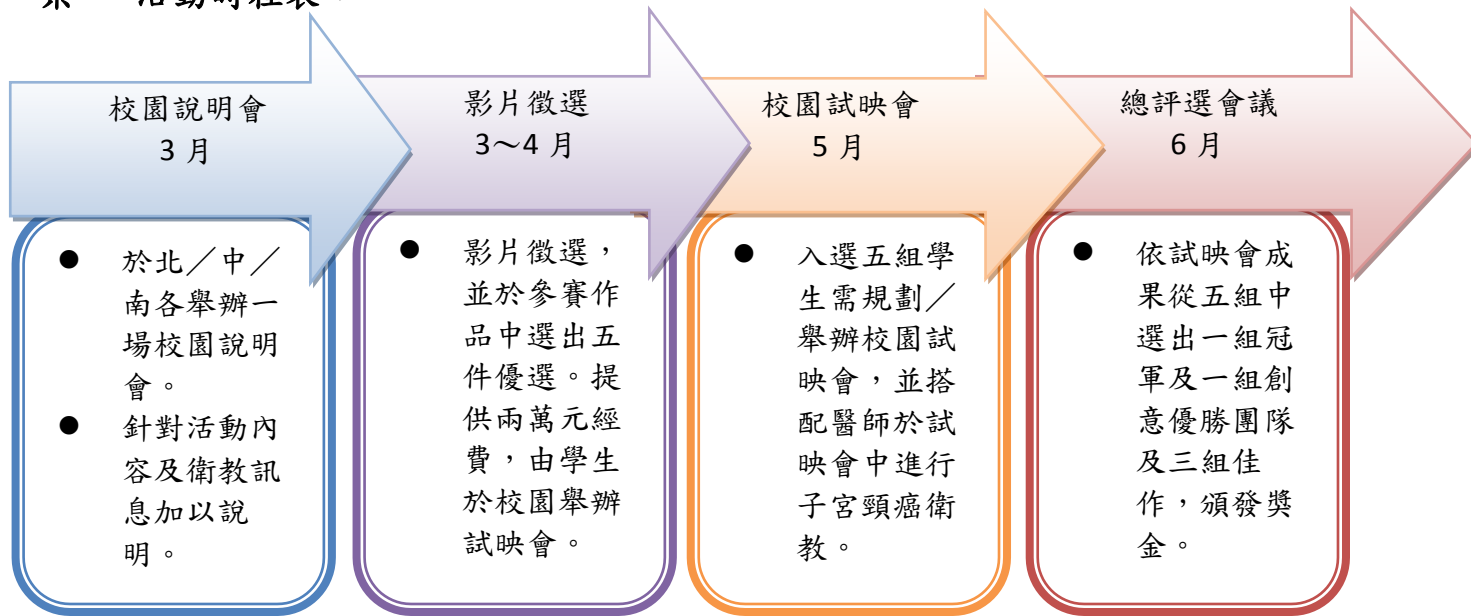 校園說明會
3 月
影片徵選
3～4 月
校園試映會
5 月
總評選會議
6 月
● 於北／中／
南各舉辦一
場校園說明
會。
● 針對活動內
容及衛教訊
息加以說
明。
● 影片徵選，
並於參賽作
品中選出五
件優選。提
供兩萬元經
費，由學生
於校園舉辦
試映會。
● 入選五組學
生需規劃／
舉辦校園試
映會，並搭
配醫師於試
映會中進行
子宮頸癌衛
教。
● 依試映會成
果從五組中
選出一組冠
軍及一組創
意優勝團隊
及三組佳
作，頒發獎
金。